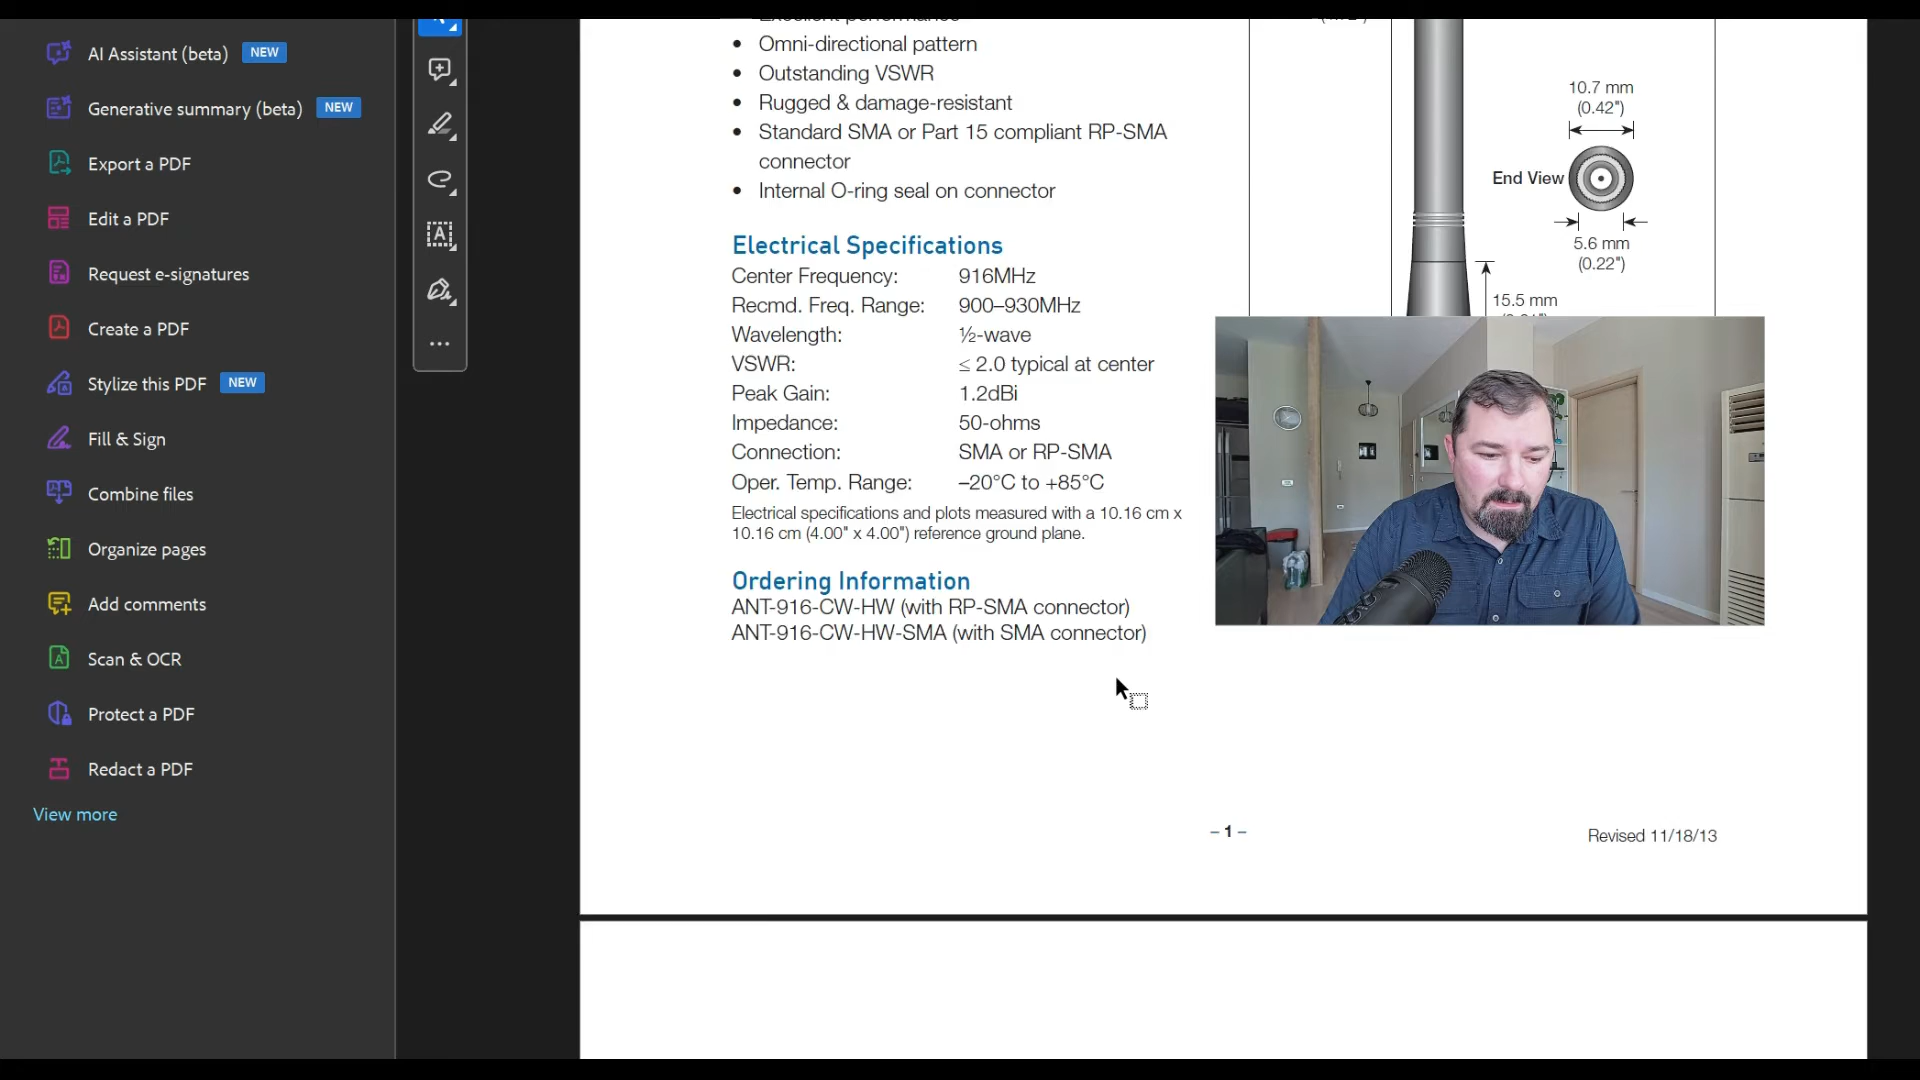 AI Assistant (beta) NEW
Generative summary (beta) NEW
Export a PDF
Edit a PDF
Request e-signatures
Create a PDF
Stylize this PDF NEW
Fill & Sign
Combine files
Organize pages
Add comments
Scan & OCR
Protect a PDF
Redact a PDF
View more
• Omni-directional pattern
• Outstanding VSWR
• Rugged & damage-resistant
• Standard SMA or Part 15 compliant RP-SMA
connector
• Internal O-ring seal on connector
Electrical Specifications
Center Frequency: 916MHz
Recmd. Freq. Range: 900–930MHz
Wavelength: ½-wave
VSWR: ≤ 2.0 typical at center
Peak Gain: 1.2dBi
Impedance: 50-ohms
Connection: SMA or RP-SMA
Oper. Temp. Range: –20°C to +85°C
Electrical specifications and plots measured with a 10.16 cm x
10.16 cm (4.00" x 4.00") reference ground plane.
Ordering Information
ANT-916-CW-HW (with RP-SMA connector)
ANT-916-CW-HW-SMA (with SMA connector)
10.7 mm
(0.42")
End View
5.6 mm
(0.22")
15.5 mm
– 1 –
Revised 11/18/13